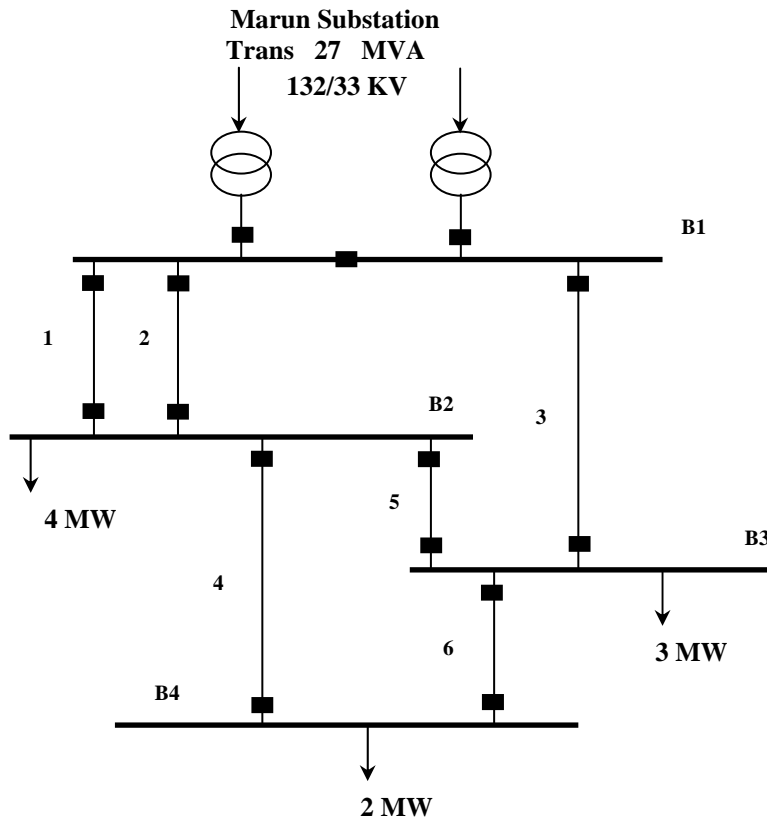 Marun Substation
Trans 27 MVA
132/33 KV
B1
1
2
3
B2
4 MW
5
B3
4
6
3 MW
B4
2 MW